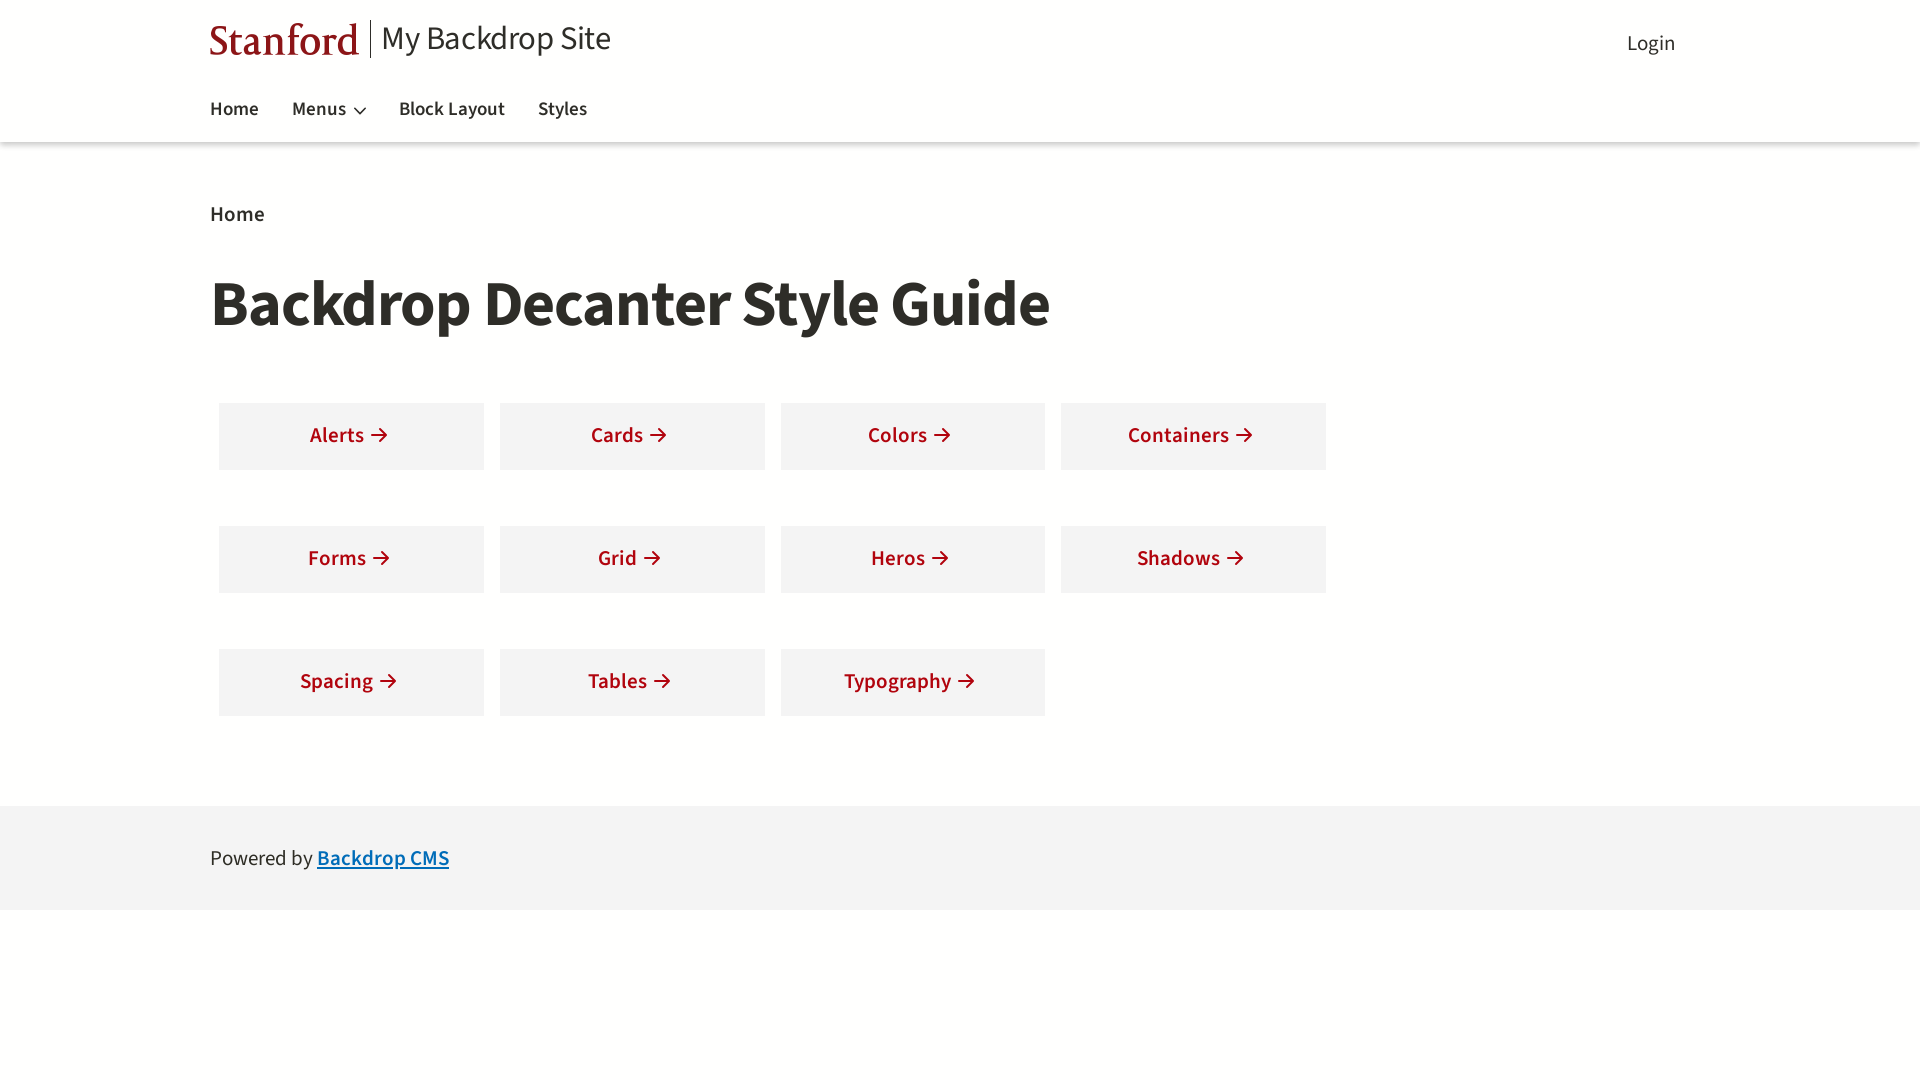 Stanford My Backdrop Site
Login
Home Menus Block Layout Styles
Home
Backdrop Decanter Style Guide
Alerts → Cards → Colors → Containers →
Forms → Grid → Heros → Shadows →
Spacing → Tables → Typography →
Powered by Backdrop CMS